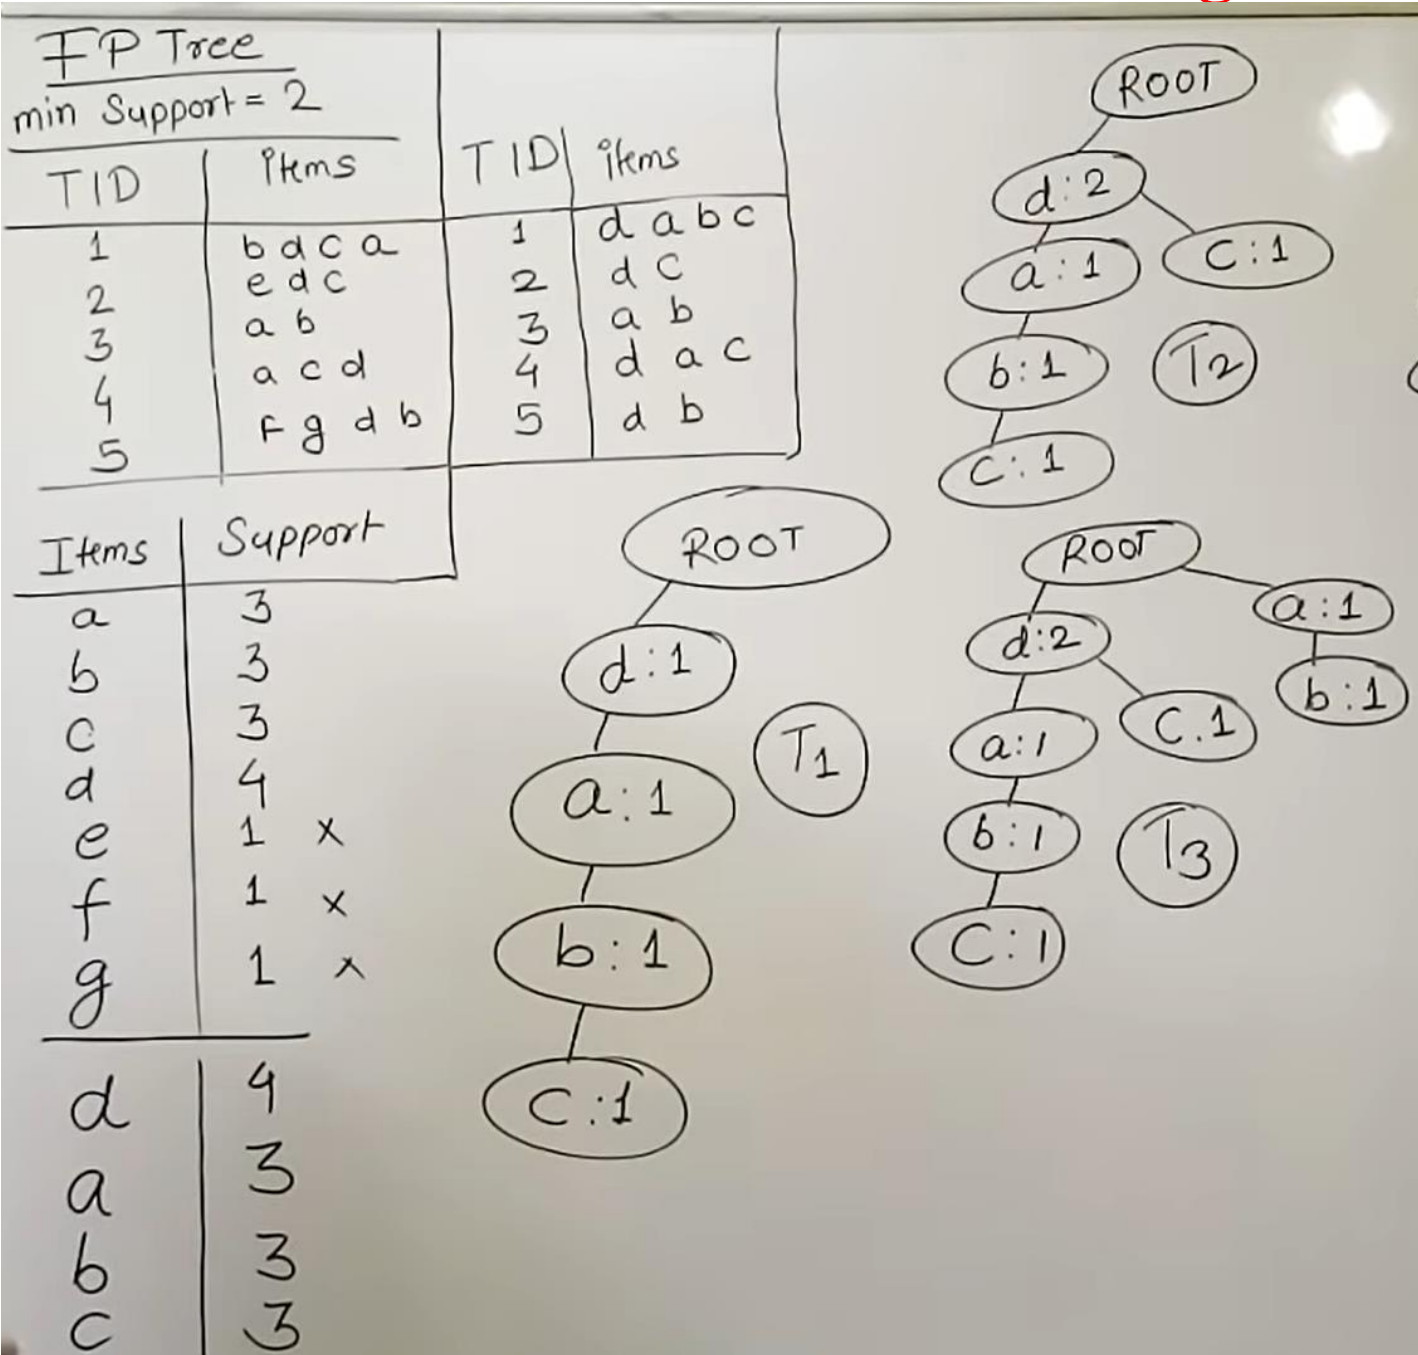 FP Tree
min Support = 2
TID items
1 b d c a
2 e d c
3 a b
4 a c d
5 f g d b
TID items
1 d a b c
2 d c
3 a b
4 d a c
5 d b
Items Support
a 3
b 3
c 3
d 4
e 1 x
f 1 x
g 1 x
d 4
a 3
b 3
c 3
ROOT
d:1
a:1
b:1
C:1
T1
ROOT
d:2
a:1 C:1
b:1
C:1
T2
ROOT
d:2 a:1
a:1 C.1 b:1
b:1
C:1
T3